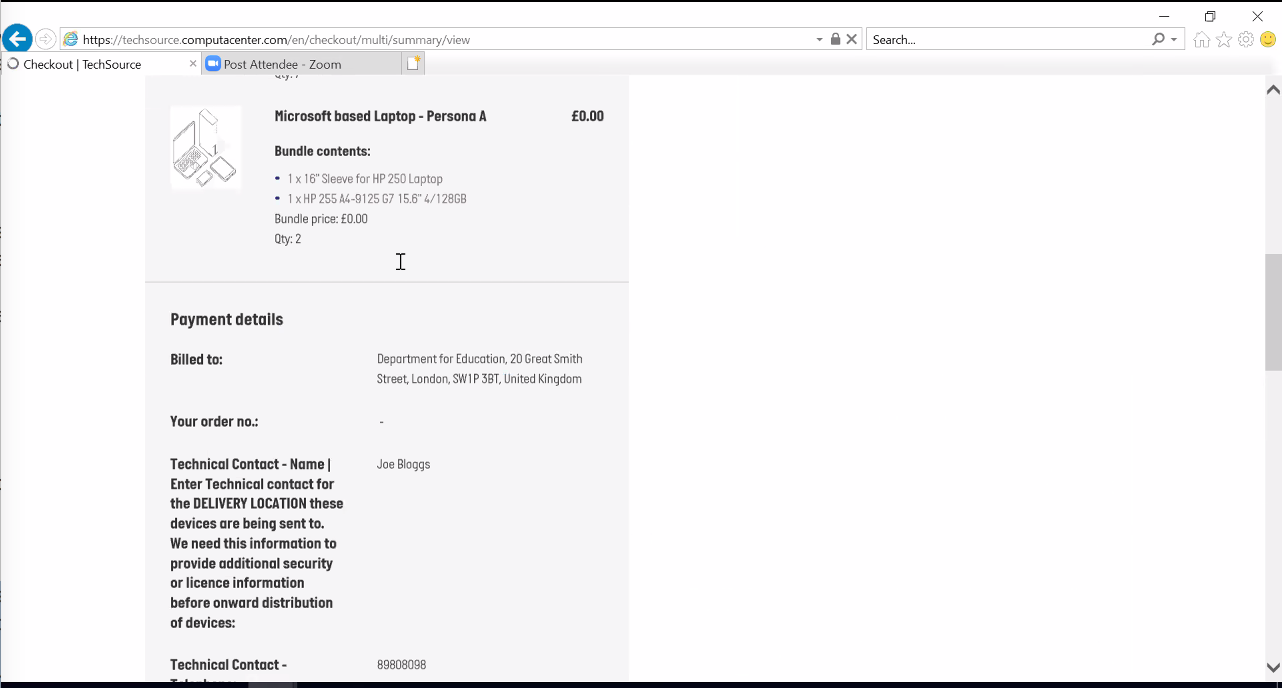 https://techsource.computacenter.com/en/checkout/multi/summary/view
Search...
Checkout | TechSource
Post Attendee - Zoom
Microsoft based Laptop - Persona A
£0.00
1
Bundle contents:
1 x 16" Sleeve for HP 250 Laptop
1 x HP 255 A4-9125 G7 15.6" 4/128GB
Bundle price: £0.00
Qty: 2
Payment details
Billed to:
Department for Education, 20 Great Smith
Street, London, SW1P 3BT, United Kingdom
Your order no.:
-
Technical Contact - Name |
Enter Technical contact for
the DELIVERY LOCATION these
devices are being sent to.
We need this information to
provide additional security
or licence information
before onward distribution
of devices:
Joe Bloggs
Technical Contact -
89808098